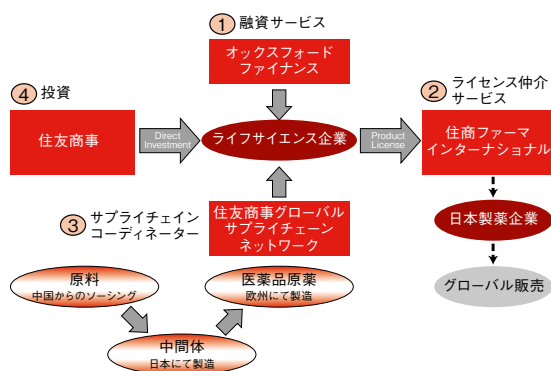 ① 融資サービス
オックスフォード
ファイナンス
④ 投資
住友商事
Direct
Investment
ライフサイエンス企業
Product
License
② ライセンス仲介
サービス
住商ファーマ
インターナショナル
日本製薬企業
グローバル販売
③ サプライチェイン
コーディネーター
住友商事グローバル
サプライチェーン
ネットワーク
原料
中国からのソーシング
中間体
日本にて製造
医薬品原薬
欧州にて製造